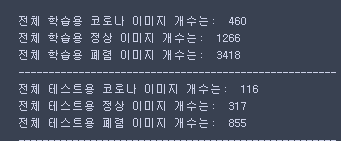 전체 학습용 코로나 이미지 개수는:  460
전체 학습용 정상 이미지 개수는:  1266
전체 학습용 폐렴 이미지 개수는:  3418
--------------------------------------------------
전체 테스트용 코로나 이미지 개수는:  116
전체 테스트용 정상 이미지 개수는:  317
전체 테스트용 폐렴 이미지 개수는:  855
--------------------------------------------------